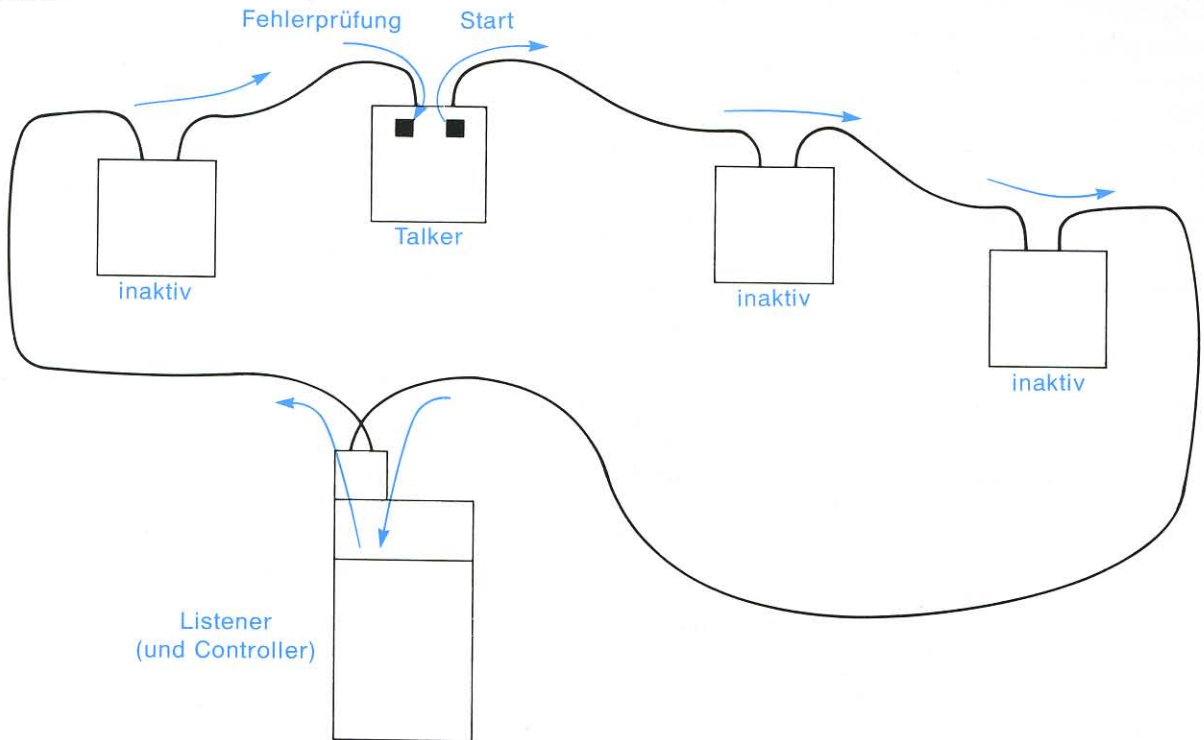 Fehlerprüfung
Start
Talker
inaktiv
inaktiv
inaktiv
Listener
(und Controller)